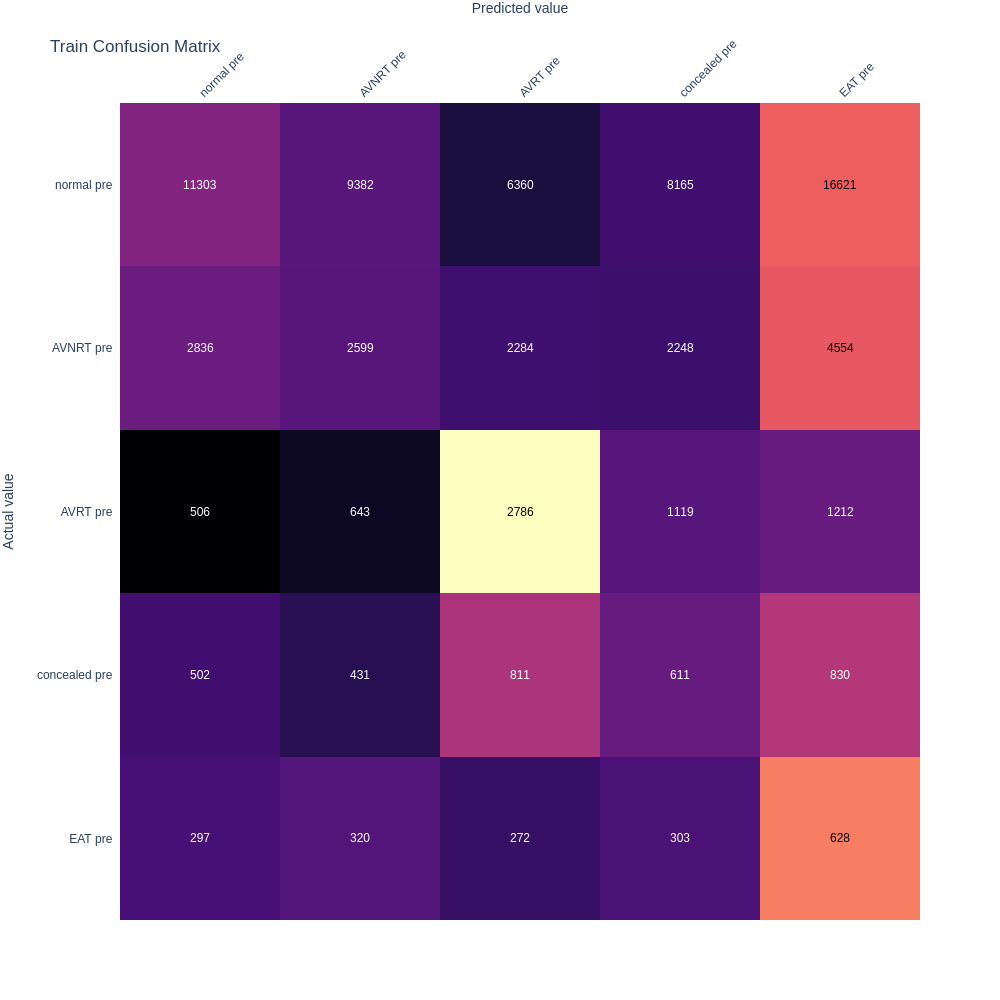 Predicted value
Train Confusion Matrix
normal pre
AVNRT pre
AVRT pre
concealed pre
EAT pre
Actual value
normal pre 11303 9382 6360 8165 16621
AVNRT pre 2836 2599 2284 2248 4554
AVRT pre 506 643 2786 1119 1212
concealed pre 502 431 811 611 830
EAT pre 297 320 272 303 628